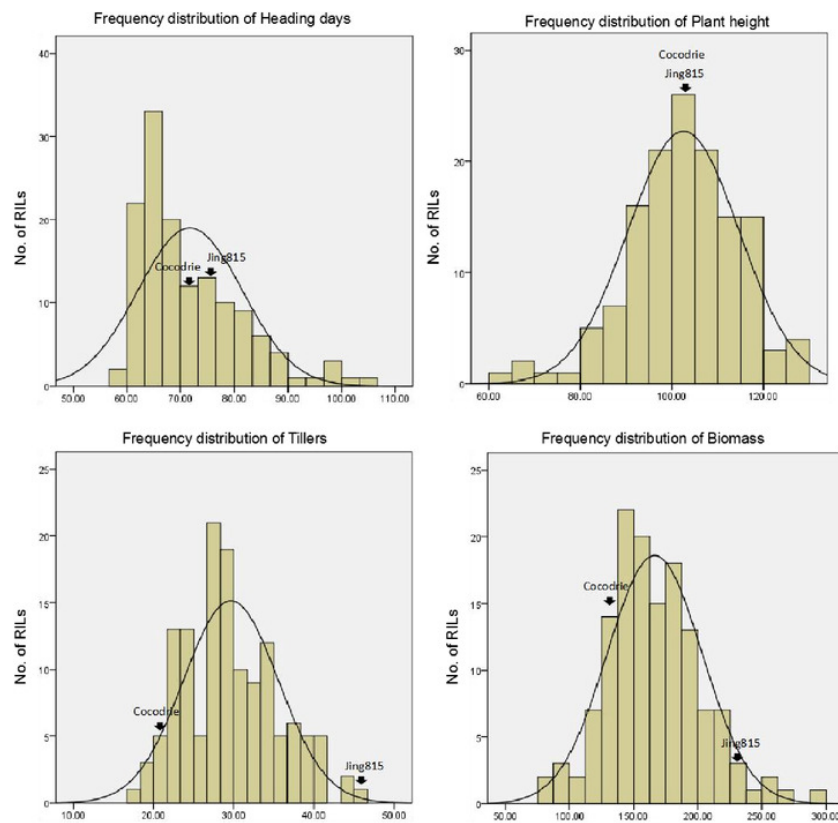 Frequency distribution of Heading days
40
30
20
10
0
No. of RILs
Cocodrie
Jing815
50.00 60.00 70.00 80.00 90.00 100.00 110.00
Frequency distribution of Plant height
30
20
10
0
No. of RILs
Cocodrie
Jing815
60.00 80.00 100.00 120.00
Frequency distribution of Tillers
25
20
15
10
5
0
No. of RILs
Cocodrie
Jing815
10.00 20.00 30.00 40.00 50.00
Frequency distribution of Biomass
25
20
15
10
5
0
No. of RILs
Cocodrie
Jing815
50.00 100.00 150.00 200.00 250.00 300.00